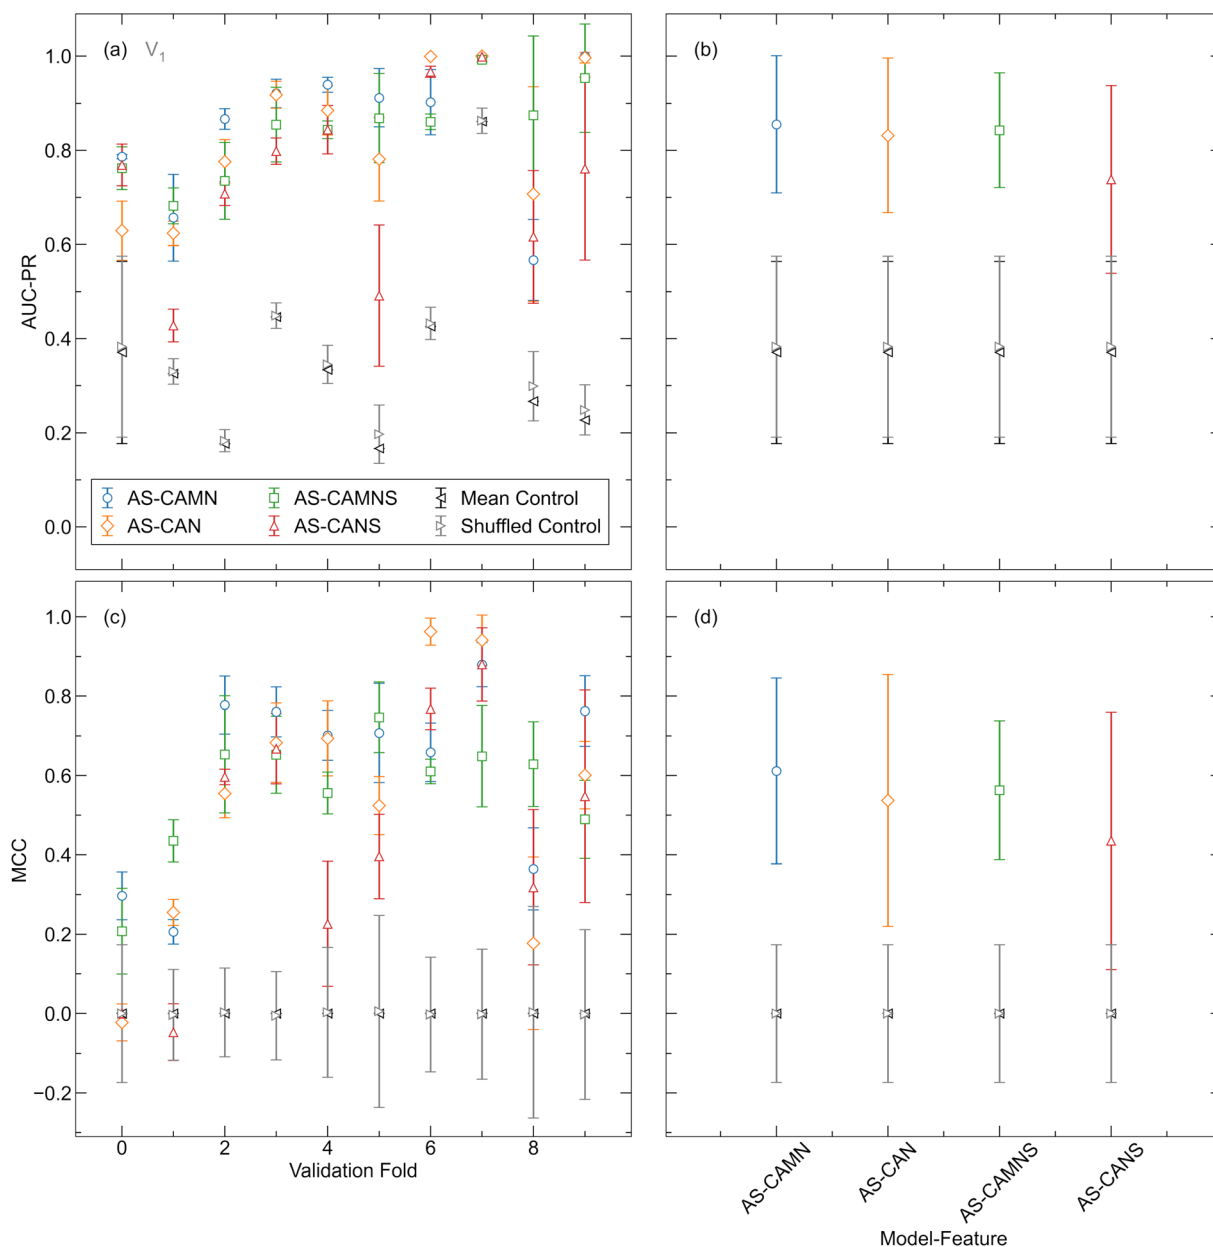 (a) V₁
(b)
1.0
0.8
0.6
0.4
0.2
0.0
AUC-PR
AS-CAMN AS-CAMNS Mean Control
AS-CAN AS-CANS Shuffled Control
(c)
(d)
1.0
0.8
0.6
0.4
0.2
0.0
−0.2
MCC
0 2 4 6 8
Validation Fold
AS-CAMN AS-CAN AS-CAMNS AS-CANS
Model-Feature